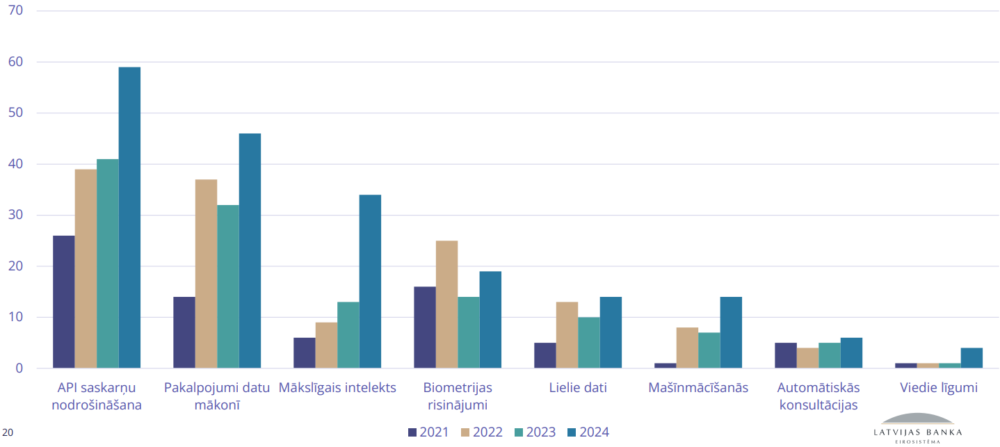 70
60
50
40
30
20
10
0
API saskarņu
nodrošināšana
Pakalpojumi datu
mākonī
Mākslīgais intelekts
Biometrijas
risinājumi
Lielie dati
Mašīnmācīšanās
Automātiskās
konsultācijas
Viedie līgumi
2021 2022 2023 2024
20
LATVIJAS BANKA
EIROSISTĒMA